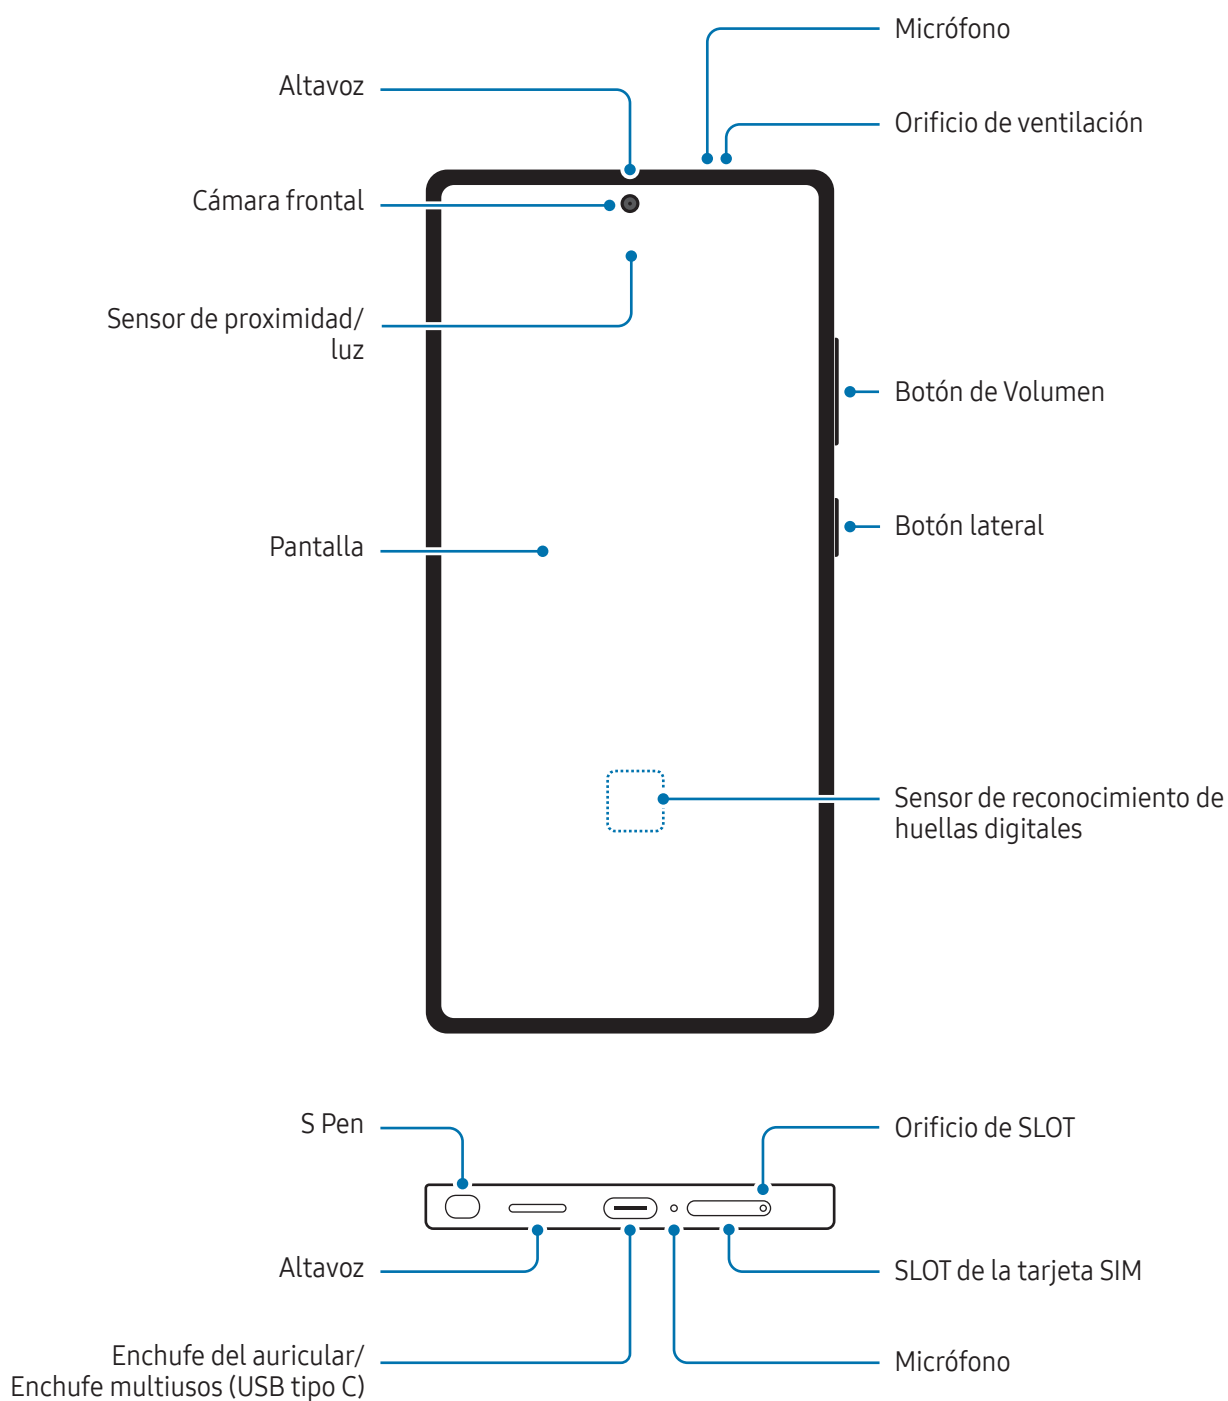 Micrófono
Altavoz
Orificio de ventilación
Cámara frontal
Sensor de proximidad/
luz
Botón de Volumen
Botón lateral
Pantalla
Sensor de reconocimiento de
huellas digitales
S Pen
Orificio de SLOT
Altavoz
SLOT de la tarjeta SIM
Enchufe del auricular/
Enchufe multiusos (USB tipo C)
Micrófono